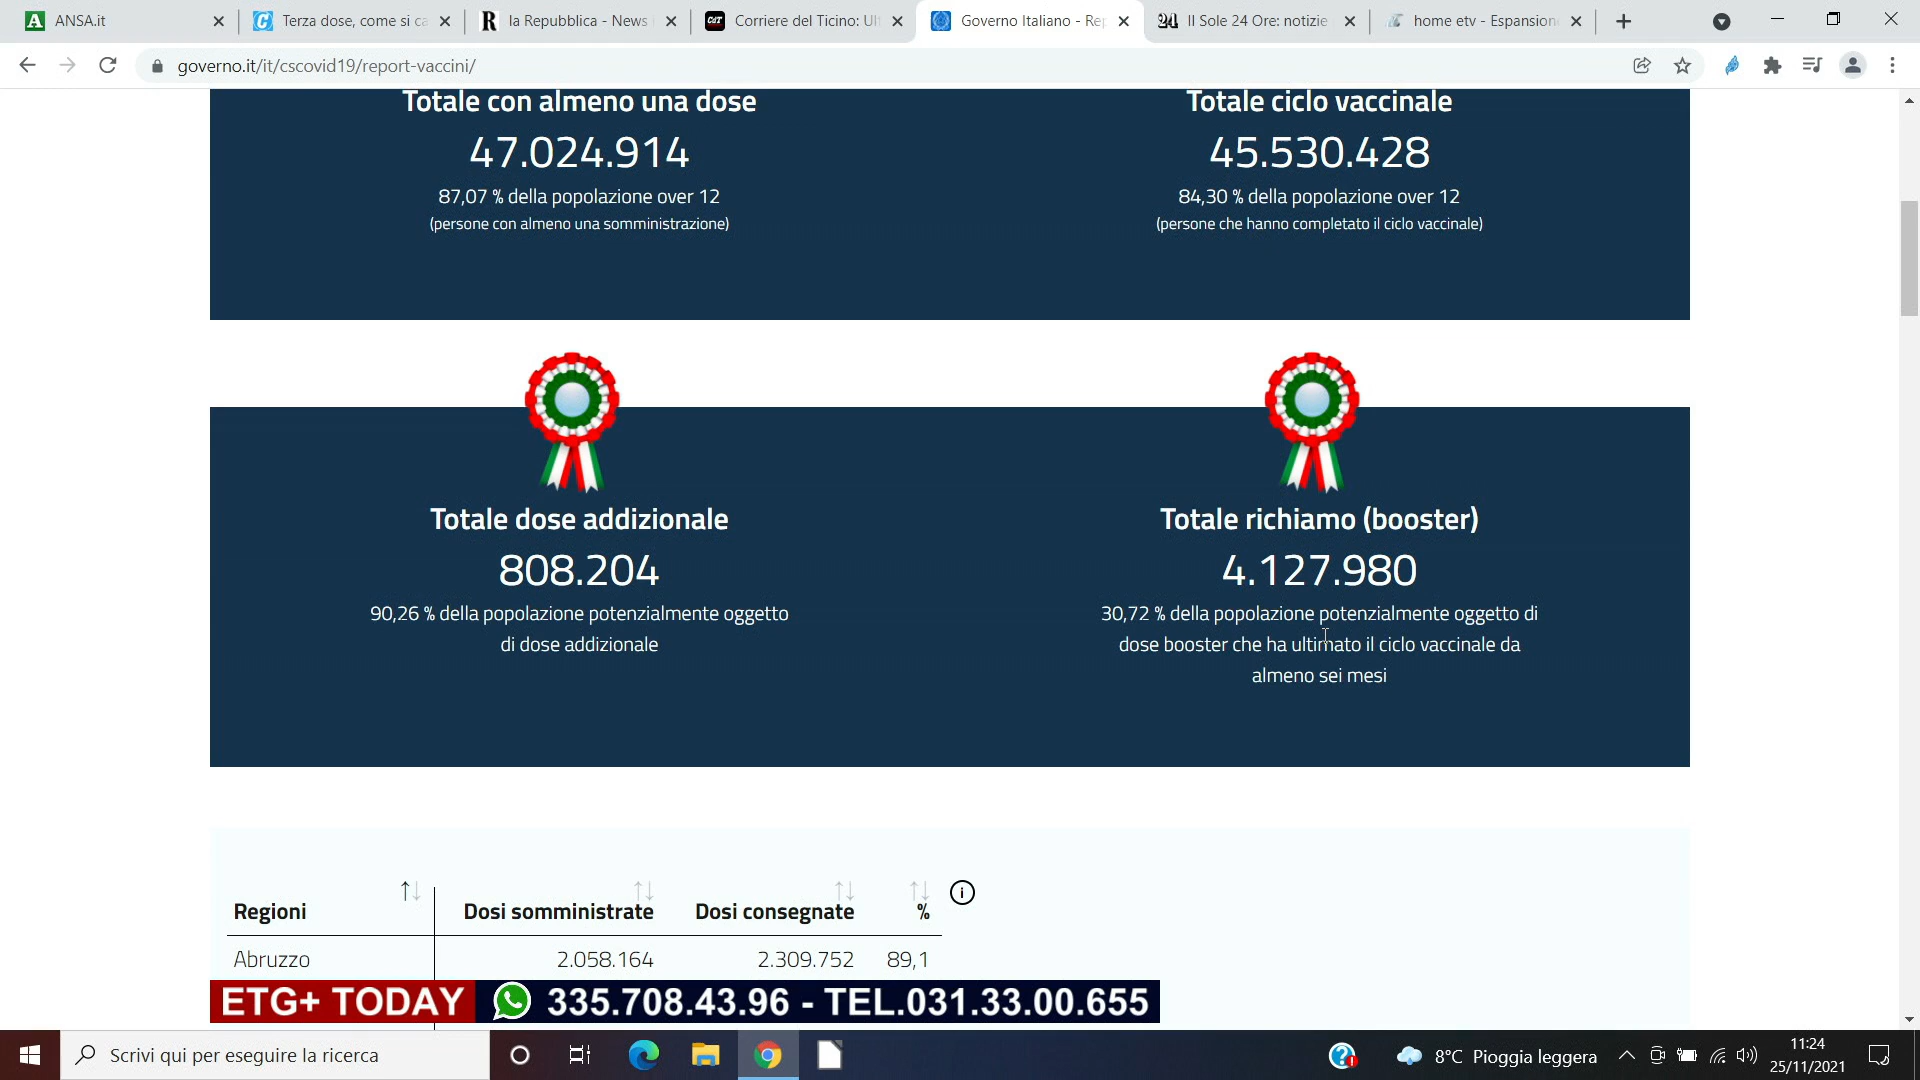 ANSA.it
Terza dose, come si ca
la Repubblica - News
Corriere del Ticino: Ul
Governo Italiano - Rep
Il Sole 24 Ore: notizie
home etv - Espansion
governo.it/it/cscovid19/report-vaccini/
Totale con almeno una dose
47.024.914
87,07 % della popolazione over 12
(persone con almeno una somministrazione)
Totale ciclo vaccinale
45.530.428
84,30 % della popolazione over 12
(persone che hanno completato il ciclo vaccinale)
Totale dose addizionale
808.204
90,26 % della popolazione potenzialmente oggetto
di dose addizionale
Totale richiamo (booster)
4.127.980
30,72 % della popolazione potenzialmente oggetto di
dose booster che ha ultimato il ciclo vaccinale da
almeno sei mesi
Regioni Dosi somministrate Dosi consegnate %
Abruzzo 2.058.164 2.309.752 89,1
ETG+ TODAY 335.708.43.96 - TEL.031.33.00.655
Scrivi qui per eseguire la ricerca
8°C Pioggia leggera
11:24
25/11/2021